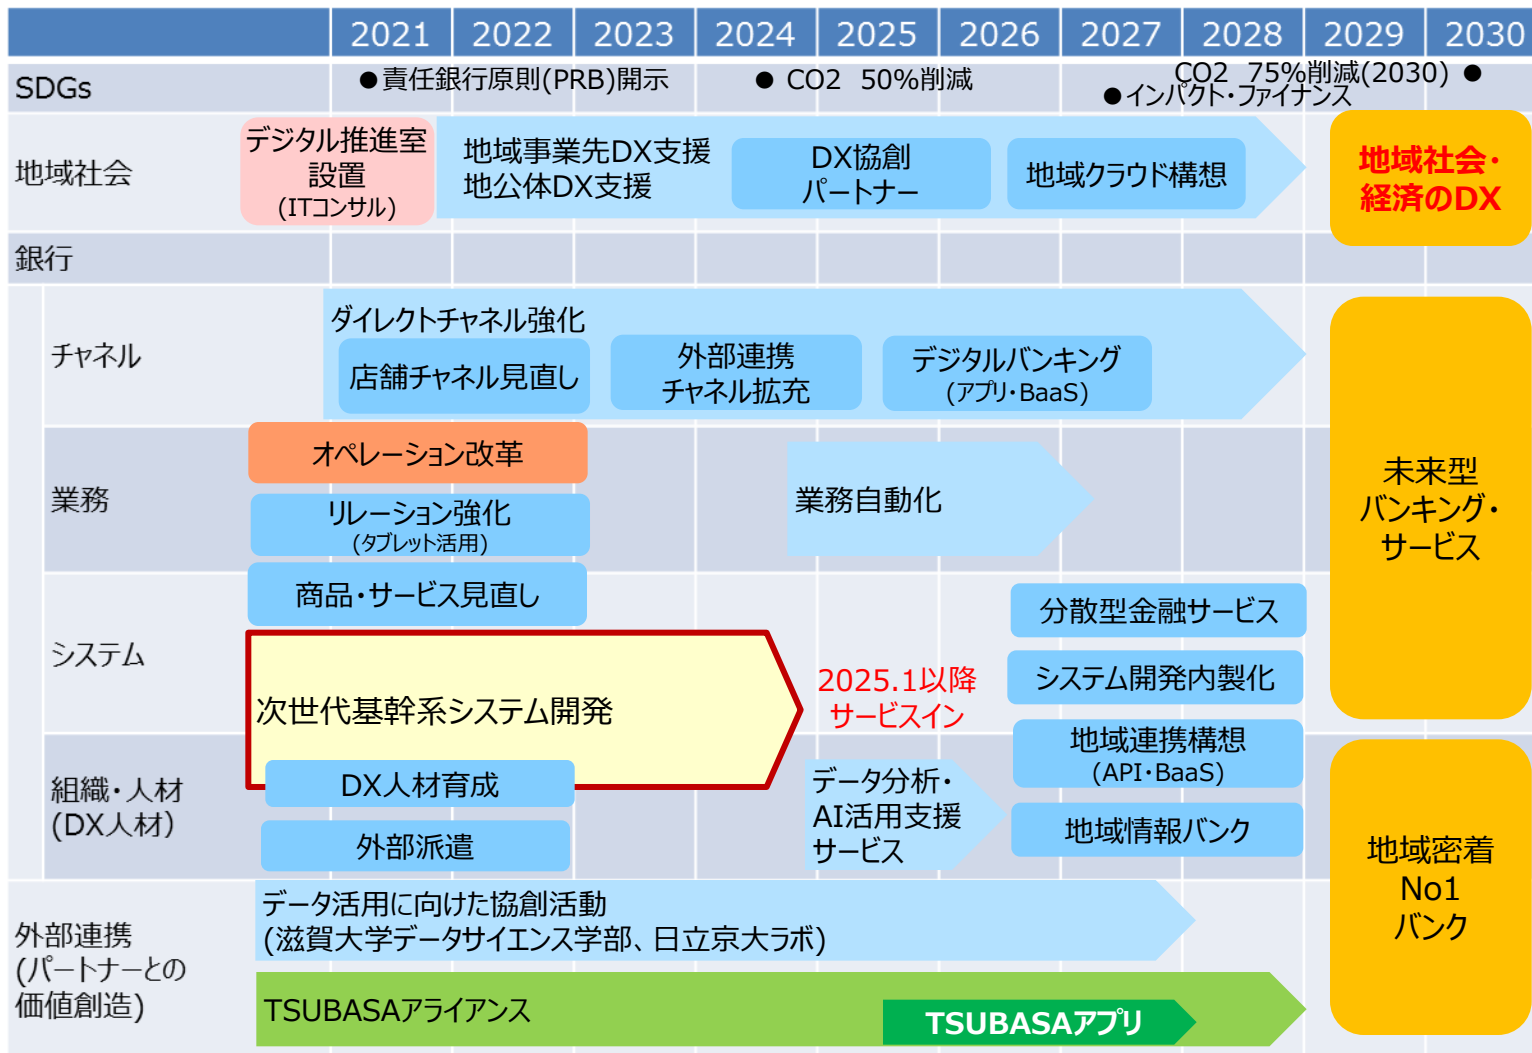 2021 2022 2023 2024 2025 2026 2027 2028 2029 2030
SDGs
●責任銀行原則(PRB)開示
● CO2 50%削減
CO2 75%削減(2030) ●
●インパクト・ファイナンス
地域社会
デジタル推進室
設置
(ITコンサル)
地域事業先DX支援
地公体DX支援
DX協創
パートナー
地域クラウド構想
地域社会・
経済のDX
銀行
チャネル
ダイレクトチャネル強化
店舗チャネル見直し
外部連携
チャネル拡充
デジタルバンキング
(アプリ・BaaS)
業務
オペレーション改革
リレーション強化
(タブレット活用)
商品・サービス見直し
業務自動化
未来型
バンキング・
サービス
システム
次世代基幹系システム開発
2025.1以降
サービスイン
分散型金融サービス
システム開発内製化
地域連携構想
(API・BaaS)
地域情報バンク
組織・人材
(DX人材)
DX人材育成
外部派遣
データ分析・
AI活用支援
サービス
地域密着
No1
バンク
外部連携
(パートナーとの
価値創造)
データ活用に向けた協創活動
(滋賀大学データサイエンス学部、日立京大ラボ)
TSUBASAアライアンス
TSUBASAアプリ